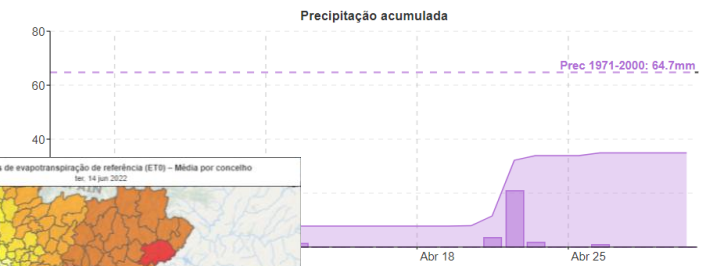 Precipitação acumulada
80
Prec 1971-2000: 64.7mm
60
40
s de evapotranspiração de referência (ET0) – Média por concelho
ter, 14 jun 2022
Abr 18
Abr 25